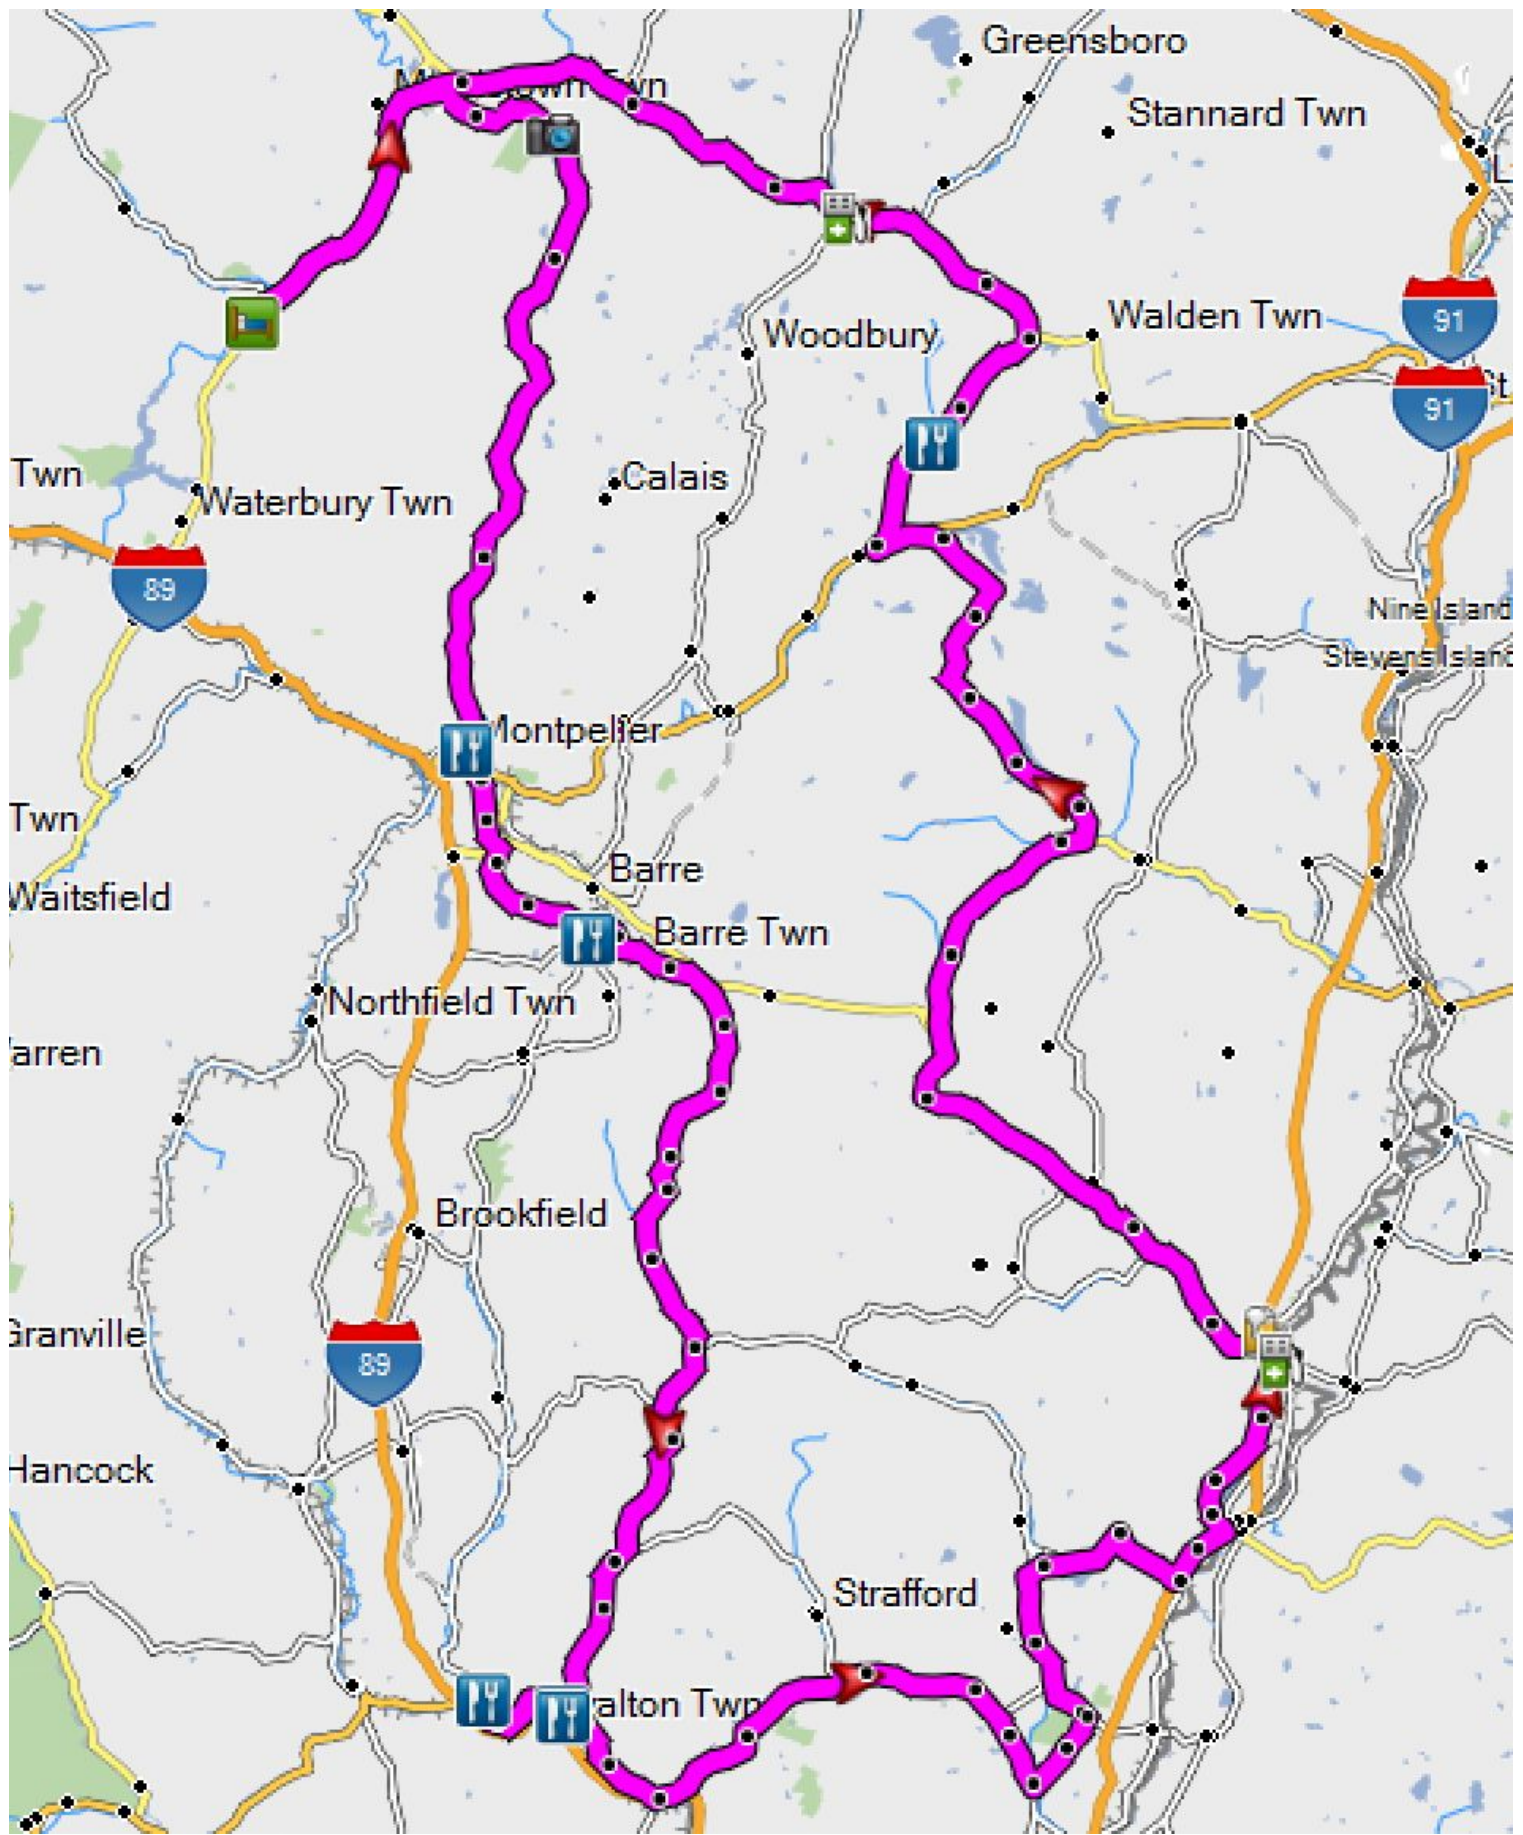 Greensboro
Stannard Twn
Walden Twn
91
Woodbury
91
St.
Twn
Calais
Waterbury Twn
89
Nine Island
Stevens Island
Montpelier
Twn
Barre
Waitsfield
Barre Twn
Northfield Twn
arren
Brookfield
Granville
89
Hancock
Strafford
alton Twn